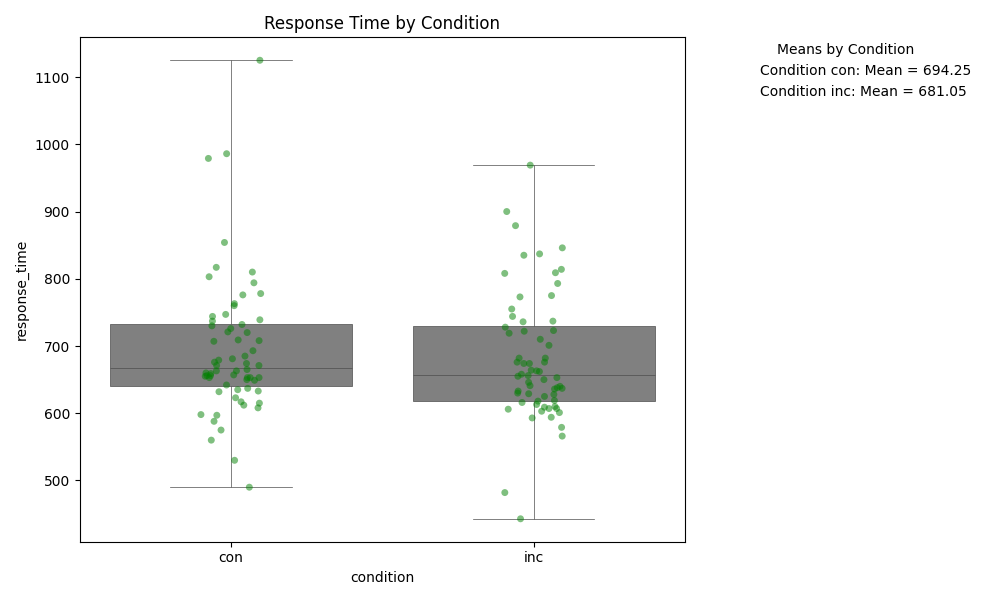 Response Time by Condition
Means by Condition
Condition con: Mean = 694.25
Condition inc: Mean = 681.05
1100
1000
900
800
700
600
500
response_time
con
inc
condition